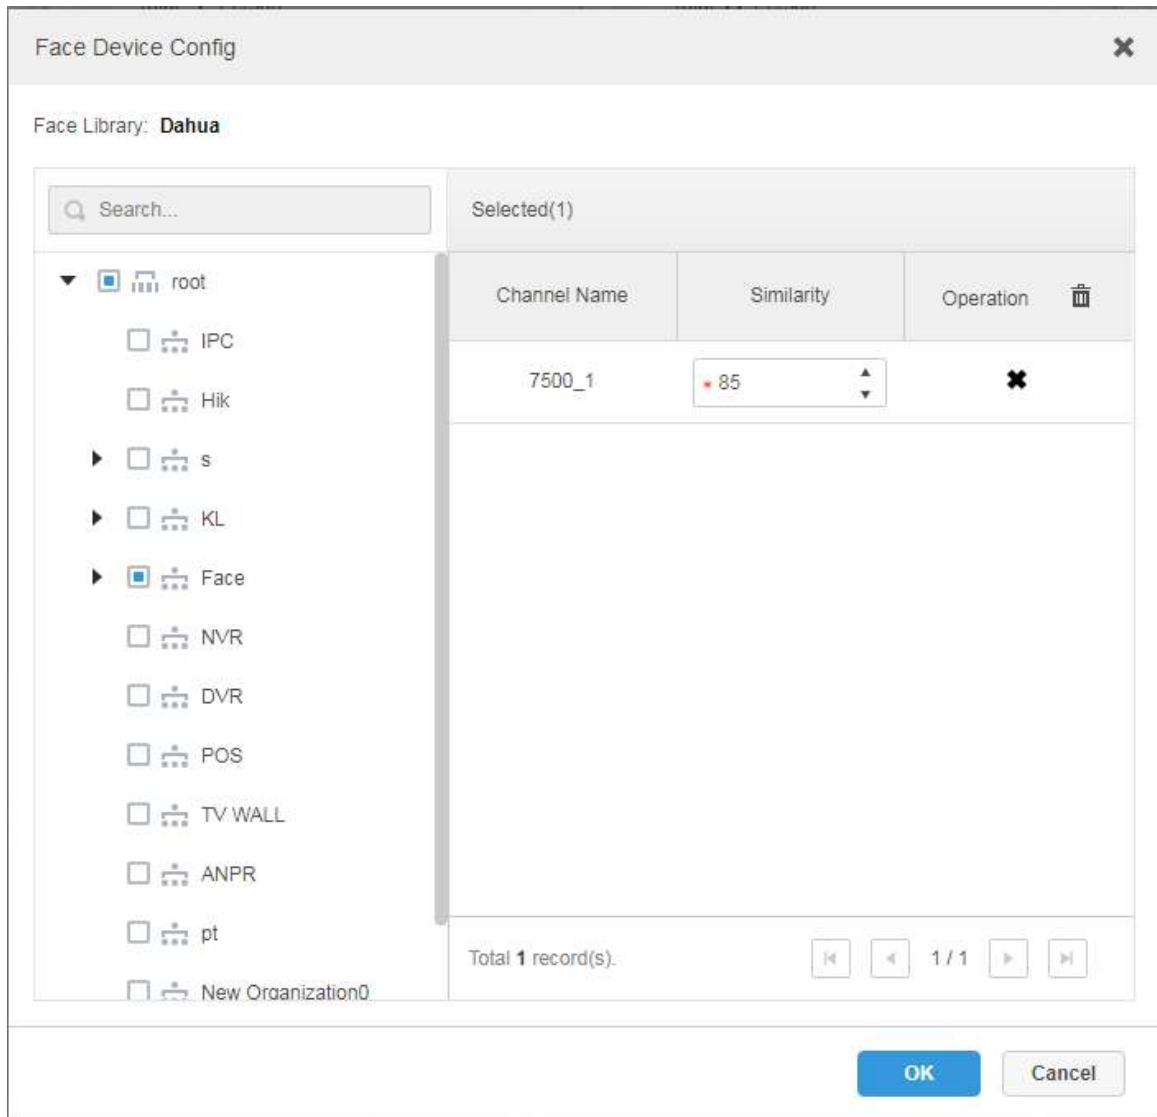 Face Device Config
Face Library: Dahua
Search...
Selected(1)
root
IPC
Hik
s
KL
Face
NVR
DVR
POS
TV WALL
ANPR
pt
New Organization0
Channel Name Similarity Operation
7500_1 * 85
Total 1 record(s). 1 / 1
OK Cancel